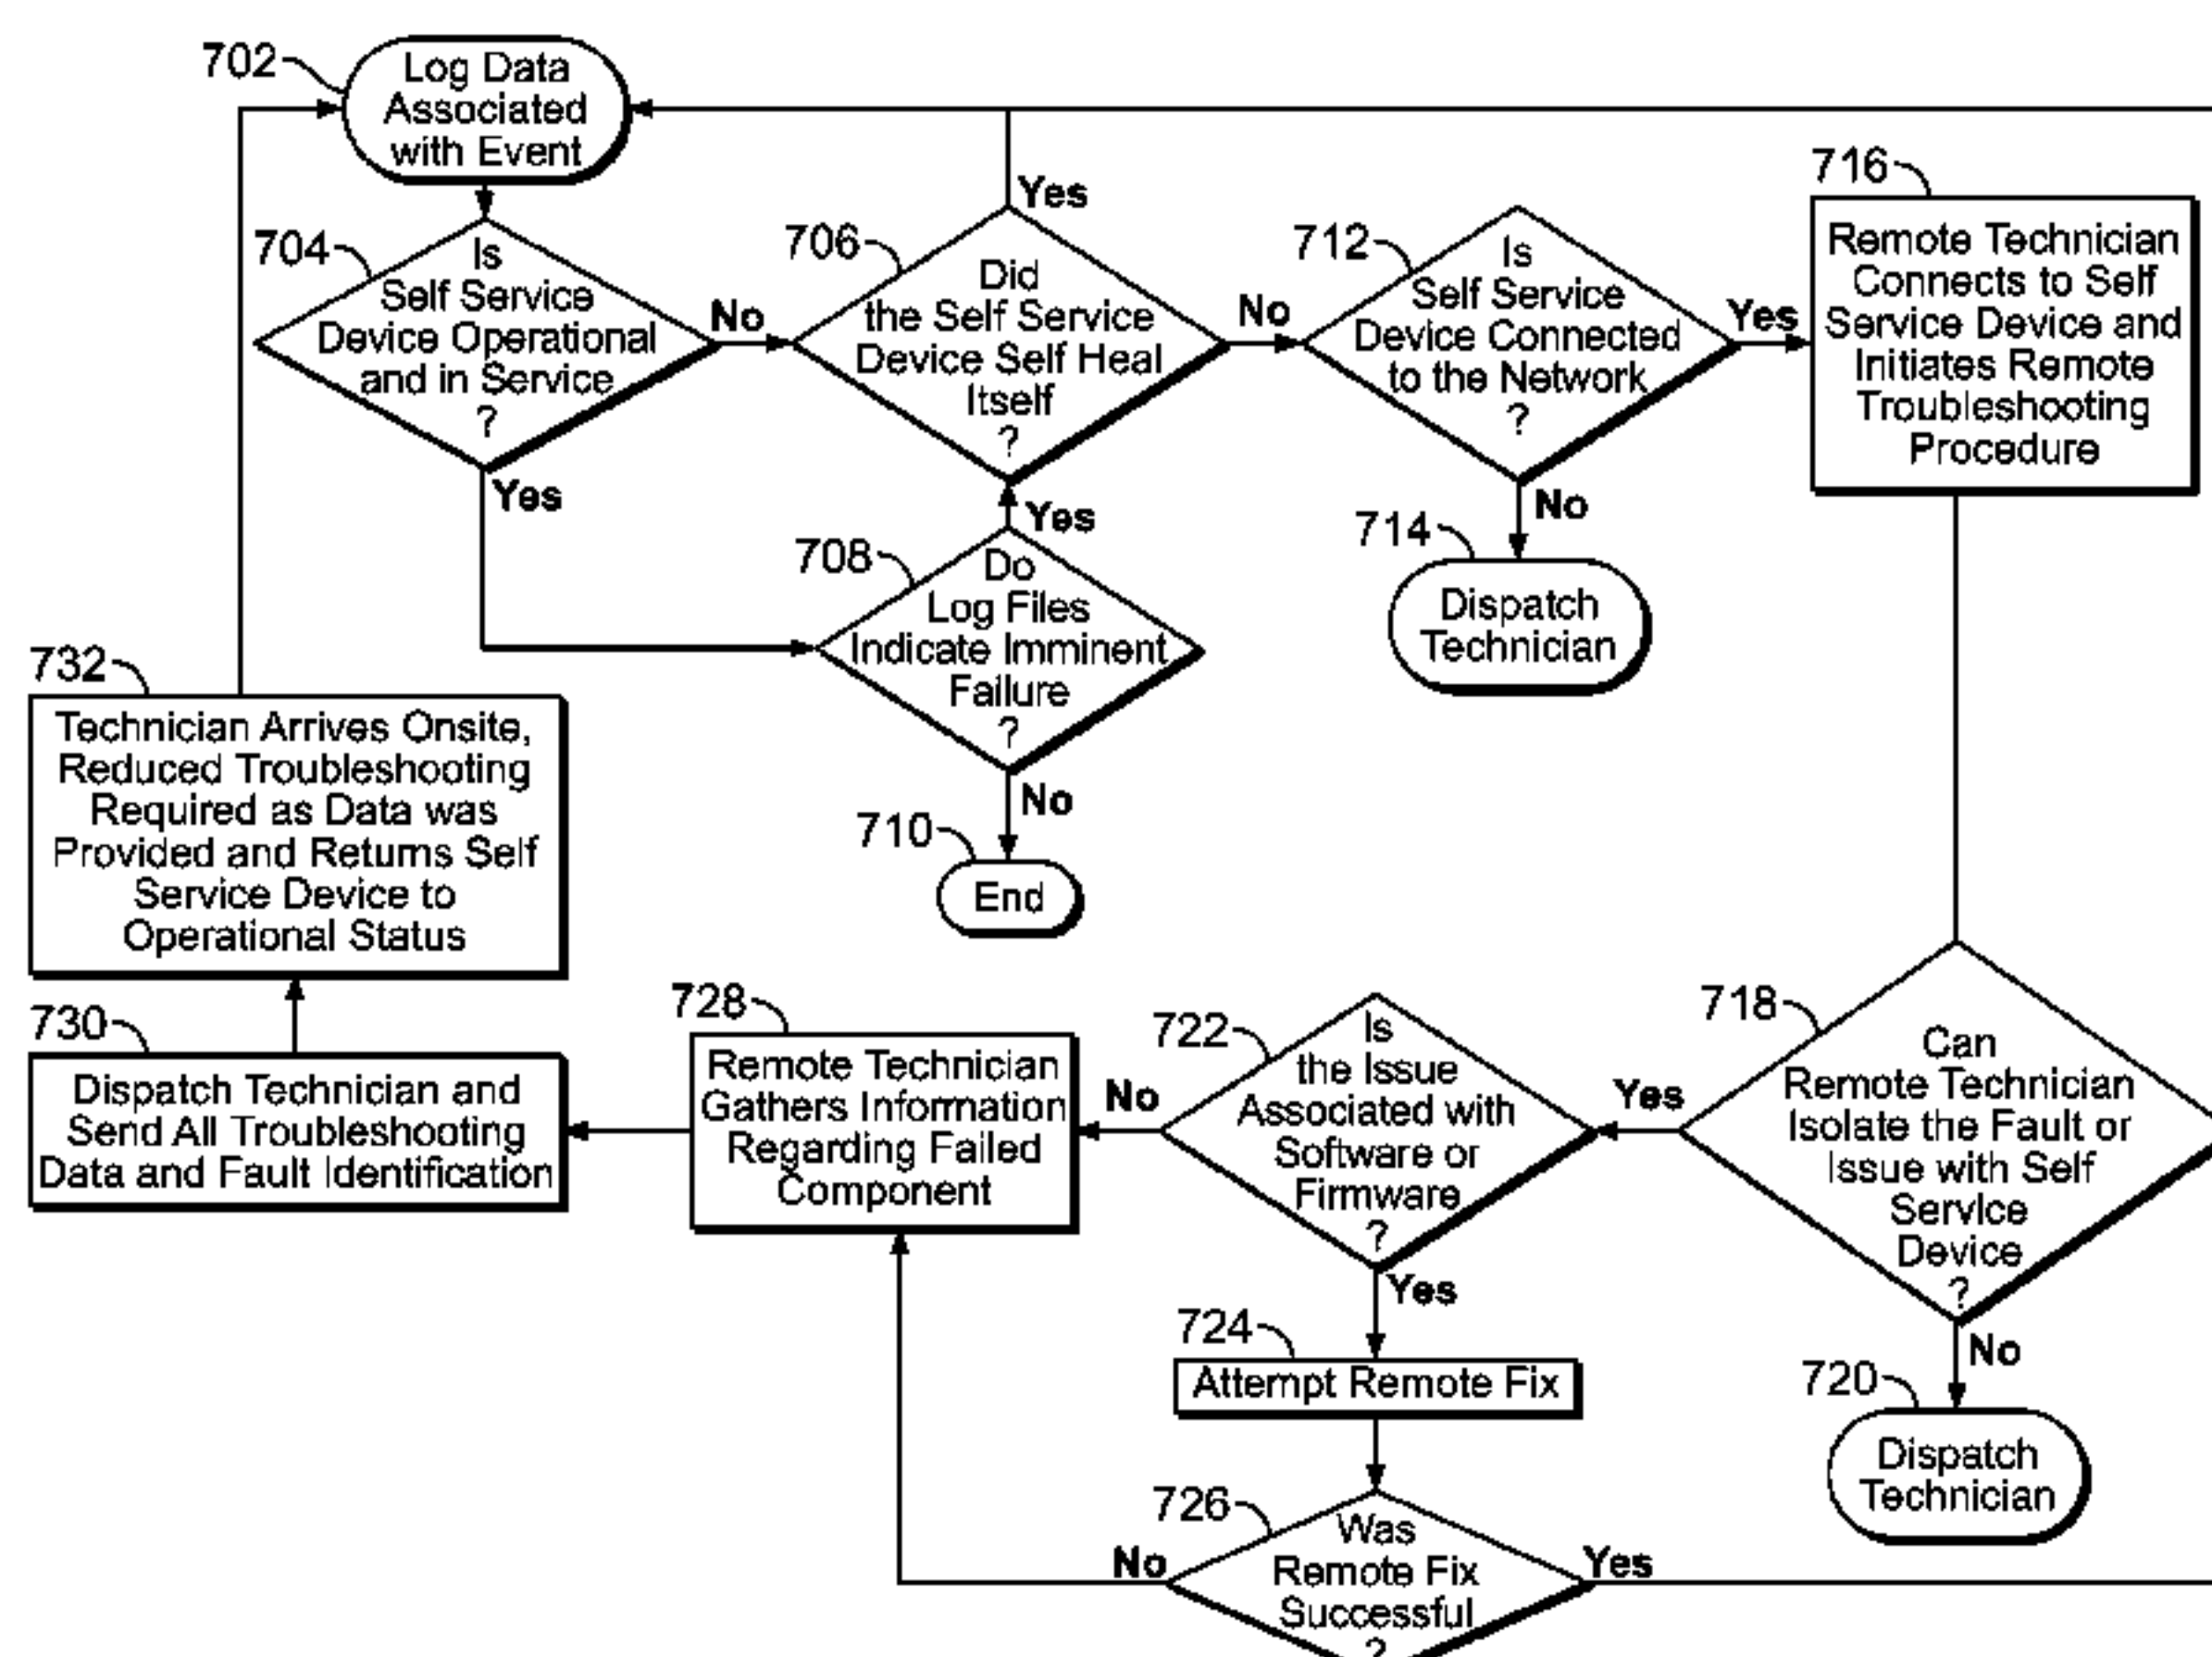 702
Log Data
Associated
with Event
704
Is
Self Service
Device Operational
and in Service
?
No
Yes
706
Did
the Self Service
Device Self Heal
Itself
?
Yes
No
708
Do
Log Files
Indicate Imminent
Failure
?
Yes
No
710
End
712
Is
Self Service
Device Connected
to the Network
?
Yes
No
714
Dispatch
Technician
716
Remote Technician
Connects to Self
Service Device and
Initiates Remote
Troubleshooting
Procedure
718
Can
Remote Technician
Isolate the Fault or
Issue with Self
Service
Device
?
Yes
No
720
Dispatch
Technician
722
Is
the Issue
Associated with
Software or
Firmware
?
No
Yes
724
Attempt Remote Fix
726
Was
Remote Fix
Successful
?
No
Yes
728
Remote Technician
Gathers Information
Regarding Failed
Component
730
Dispatch Technician and
Send All Troubleshooting
Data and Fault Identification
732
Technician Arrives Onsite,
Reduced Troubleshooting
Required as Data was
Provided and Returns Self
Service Device to
Operational Status